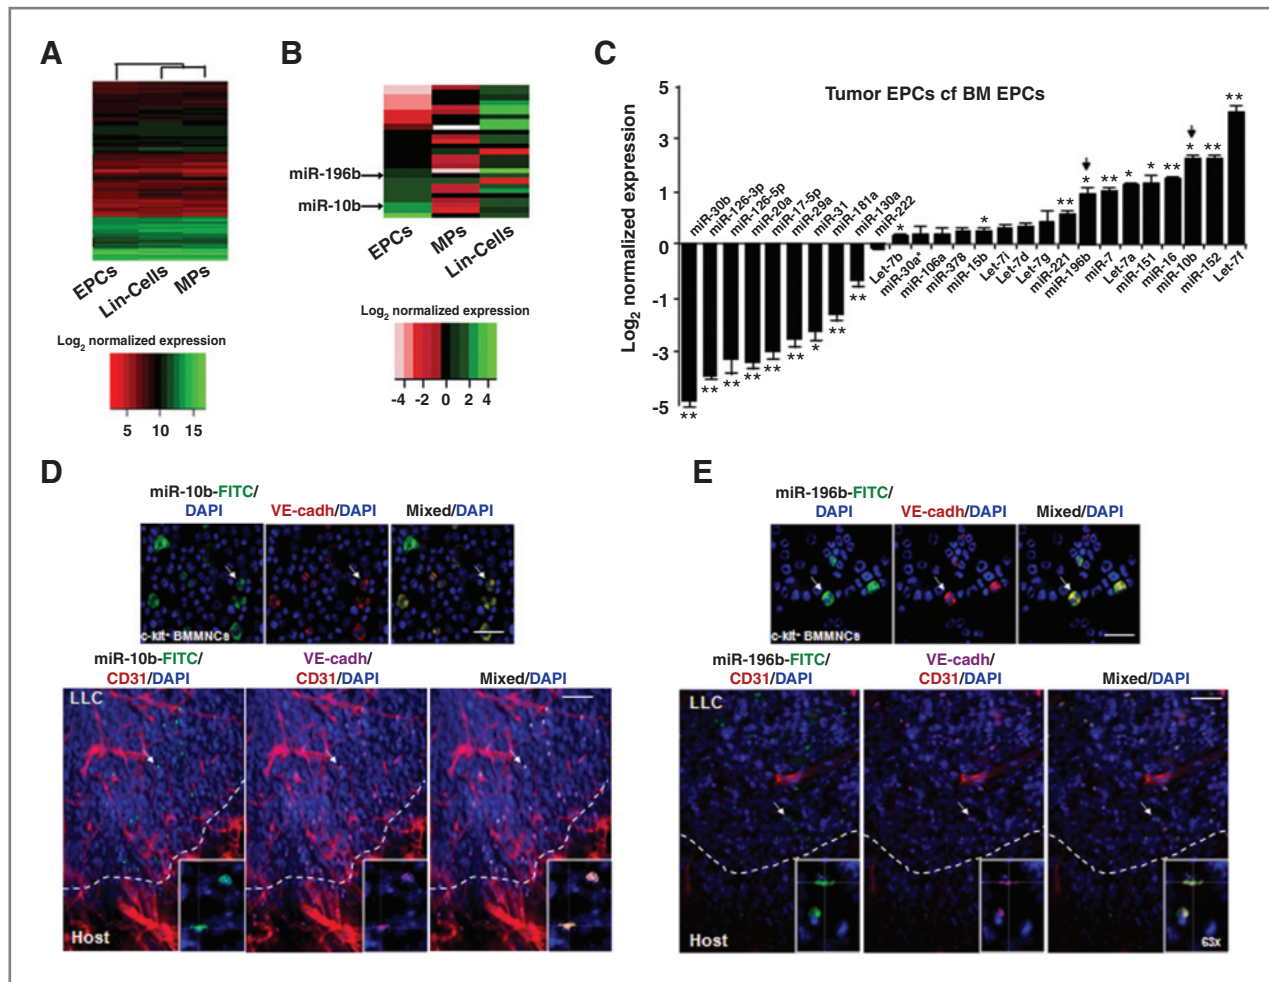 A
EPCs
Lin-Cells
MPs
Log2 normalized expression
5 10 15
B
miR-196b
miR-10b
EPCs
MPs
Lin-Cells
Log2 normalized expression
-4 -2 0 2 4
C
Tumor EPCs cf BM EPCs
Log2 normalized expression
5
3
1
0
-1
-3
-5
miR-30b
miR-126-3p
miR-126-5p
miR-20a
miR-17-5p
miR-29a
miR-31
miR-181a
miR-130a
miR-222
Let-7b
miR-30a*
miR-106a
miR-378
miR-15b
Let-7i
Let-7d
Let-7g
miR-221
miR-196b
miR-7
Let-7a
miR-151
miR-16
miR-10b
miR-152
Let-7f
** ** ** ** ** ** * ** ** * * ** * ** * * ** * ** **
D
miR-10b-FITC/
DAPI
VE-cadh/DAPI
Mixed/DAPI
c-kit+ BMMNCs
miR-10b-FITC/
CD31/DAPI
VE-cadh/
CD31/DAPI
Mixed/DAPI
LLC
Host
E
miR-196b-FITC/
DAPI
VE-cadh/DAPI
Mixed/DAPI
c-kit+ BMMNCs
miR-196b-FITC/
CD31/DAPI
VE-cadh/
CD31/DAPI
Mixed/DAPI
LLC
Host
63x